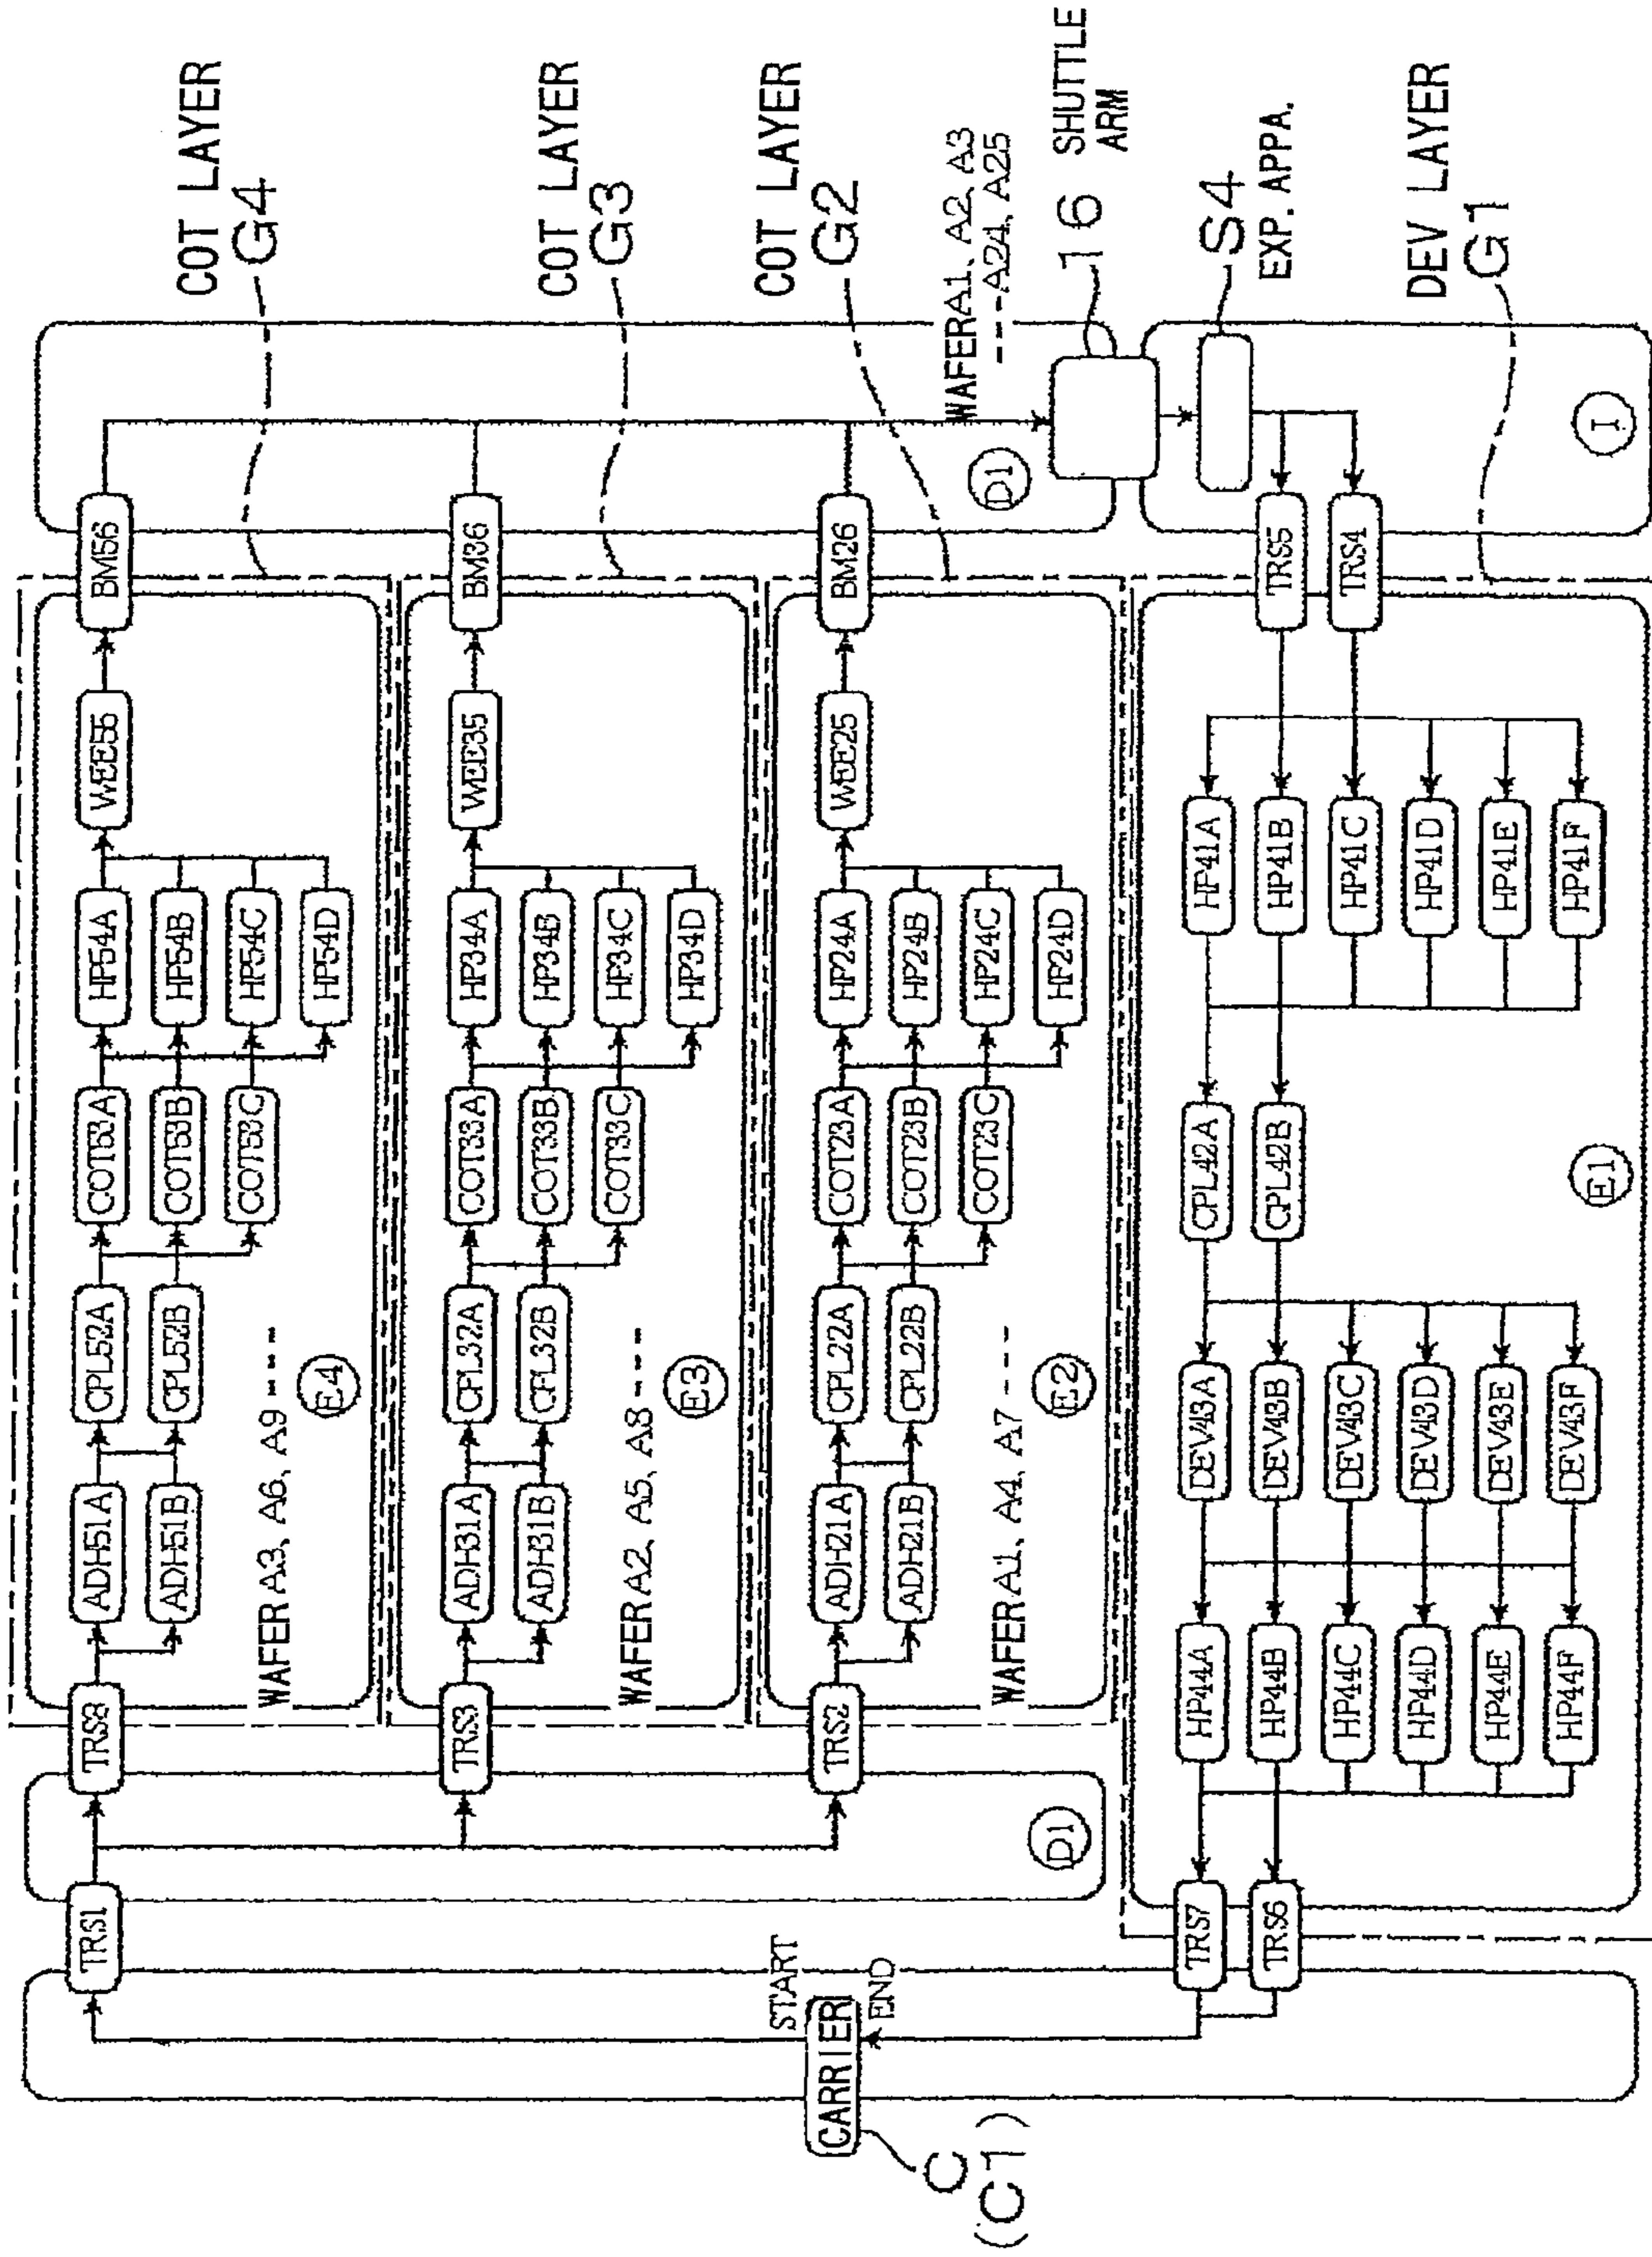 TRS1
TRS8
ADH51A
CPL52A
COT53A
HP54A
WEE55
BM56
ADH51B
CPL52B
COT53B
HP54B
COT53C
HP54C
HP54D
COT LAYER
G4
WAFER A3, A6, A9 ----
E4
TRS3
ADH31A
CPL32A
COT33A
HP34A
WEE35
BM36
ADH31B
CPL32B
COT33B
HP34B
COT33C
HP34C
HP34D
COT LAYER
G3
WAFER A2, A5, A8 ----
E3
TRS2
ADH21A
CPL22A
COT23A
HP24A
WEE25
BM26
ADH21B
CPL22B
COT23B
HP24B
COT23C
HP24C
HP24D
COT LAYER
G2
WAFER A1, A4, A7 ---
E2
D1
D1
WAFER A1, A2, A3
--- A24, A25
START
CARRIER
END
C
(C1)
16 SHUTTLE
ARM
S4
EXP. APPA.
TRS7
HP44A
DEV43A
CPL42A
HP41A
TRS5
TRS6
HP44B
DEV43B
CPL42B
HP41B
TRS4
HP44C
DEV43C
HP41C
HP44D
DEV43D
HP41D
HP44E
DEV43E
HP41E
HP44F
DEV43F
HP41F
DEV LAYER
G1
E1
I